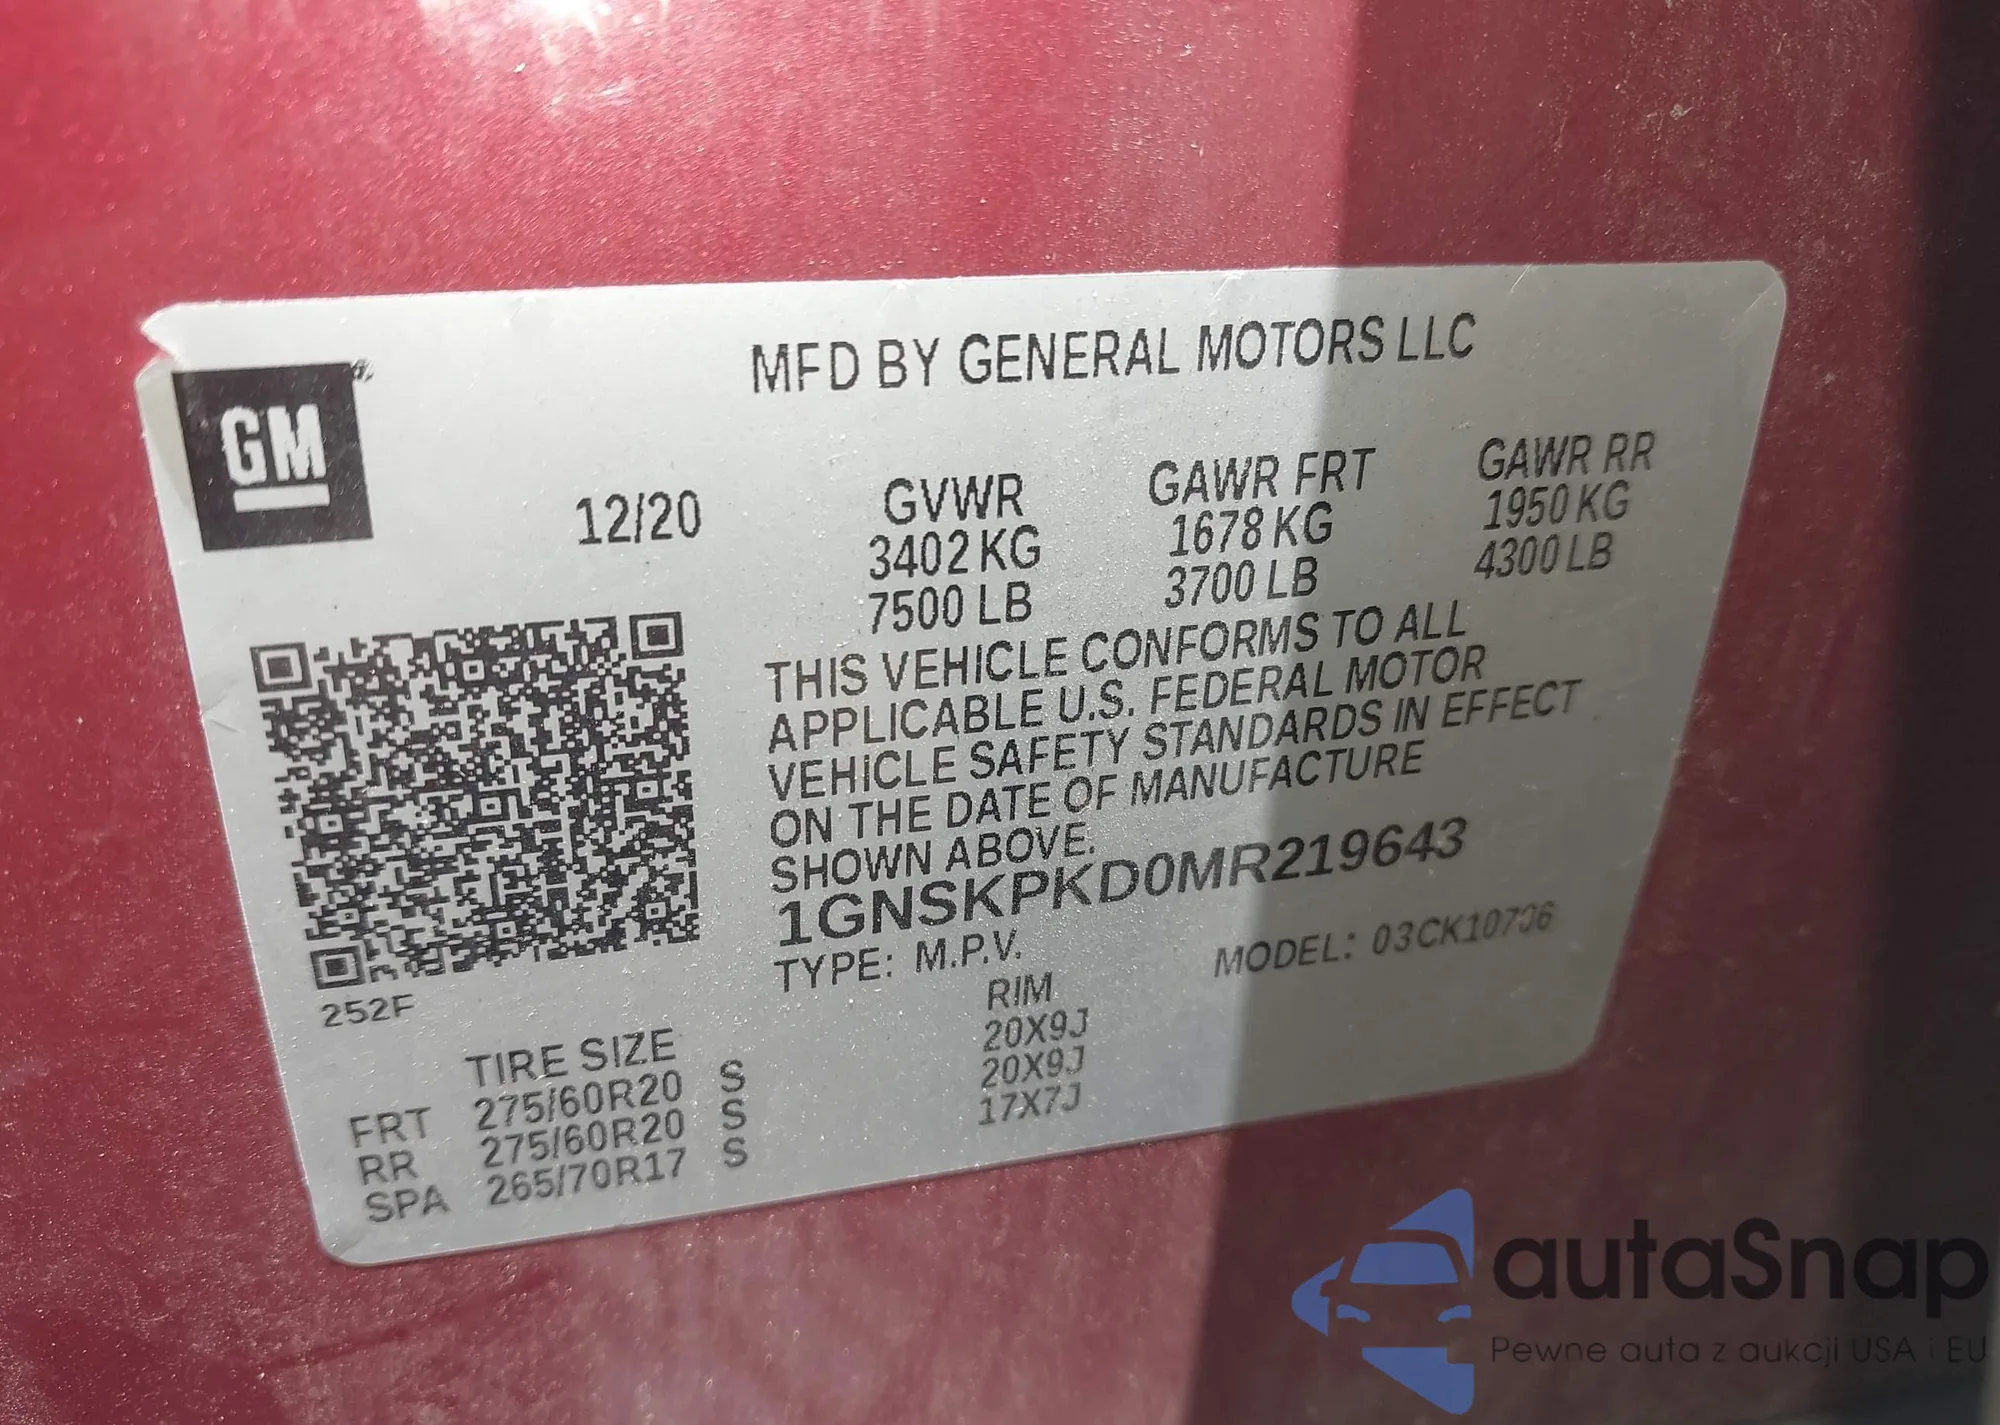 MFD BY GENERAL MOTORS LLC
GM
12/20
GVWR GAWR FRT GAWR RR
3402 KG 1678 KG 1950 KG
7500 LB 3700 LB 4300 LB
THIS VEHICLE CONFORMS TO ALL
APPLICABLE U.S. FEDERAL MOTOR
VEHICLE SAFETY STANDARDS IN EFFECT
ON THE DATE OF MANUFACTURE
SHOWN ABOVE.
1GNSKPKD0MR219643
TYPE: M.P.V. MODEL: 03CK10706
252F
TIRE SIZE RIM
FRT 275/60R20 S 20X9J
RR 275/60R20 S 20X9J
SPA 265/70R17 S 17X7J
autaSnap
Pewne auta z aukcji USA i EU